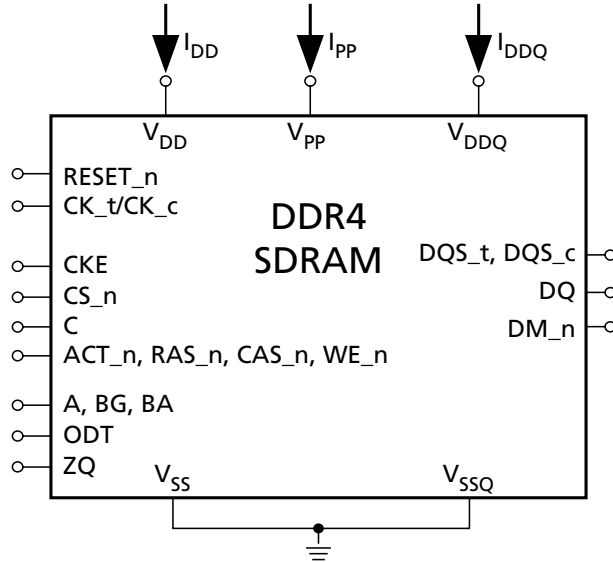 I_DD
I_PP
I_DDQ
V_DD
V_PP
V_DDQ
RESET_n
CK_t/CK_c
DDR4
SDRAM
CKE
CS_n
C
ACT_n, RAS_n, CAS_n, WE_n
A, BG, BA
ODT
ZQ
DQS_t, DQS_c
DQ
DM_n
V_SS
V_SSQ